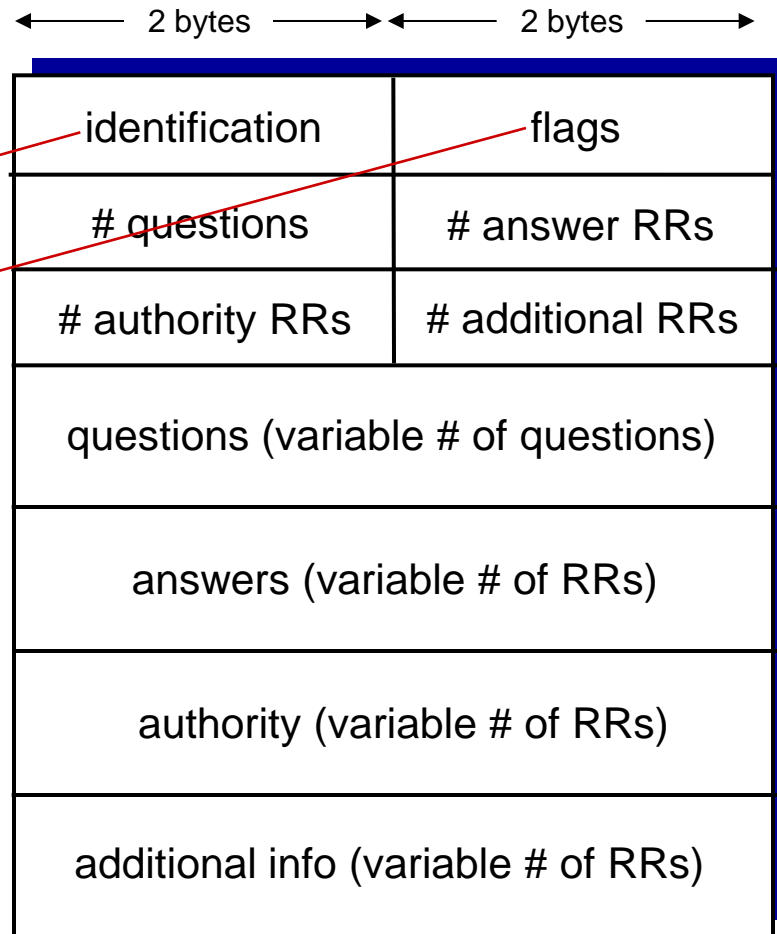 2 bytes 2 bytes
identification flags
# questions # answer RRs
# authority RRs # additional RRs
questions (variable # of questions)
answers (variable # of RRs)
authority (variable # of RRs)
additional info (variable # of RRs)